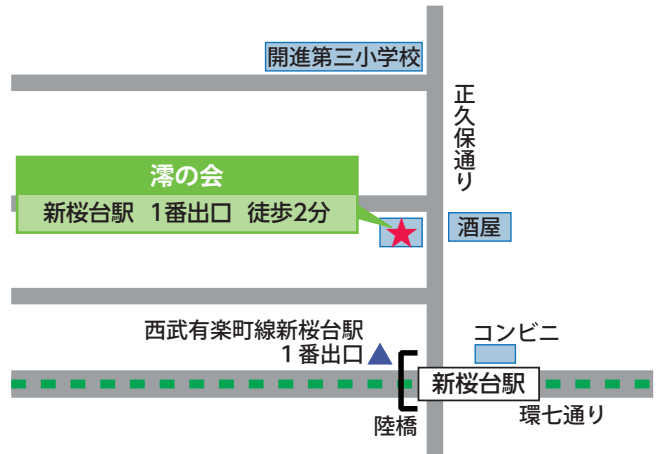 開進第三小学校
正久保通り
澪の会
新桜台駅 1番出口 徒歩2分
酒屋
西武有楽町線新桜台駅
1番出口
コンビニ
新桜台駅
環七通り
陸橋